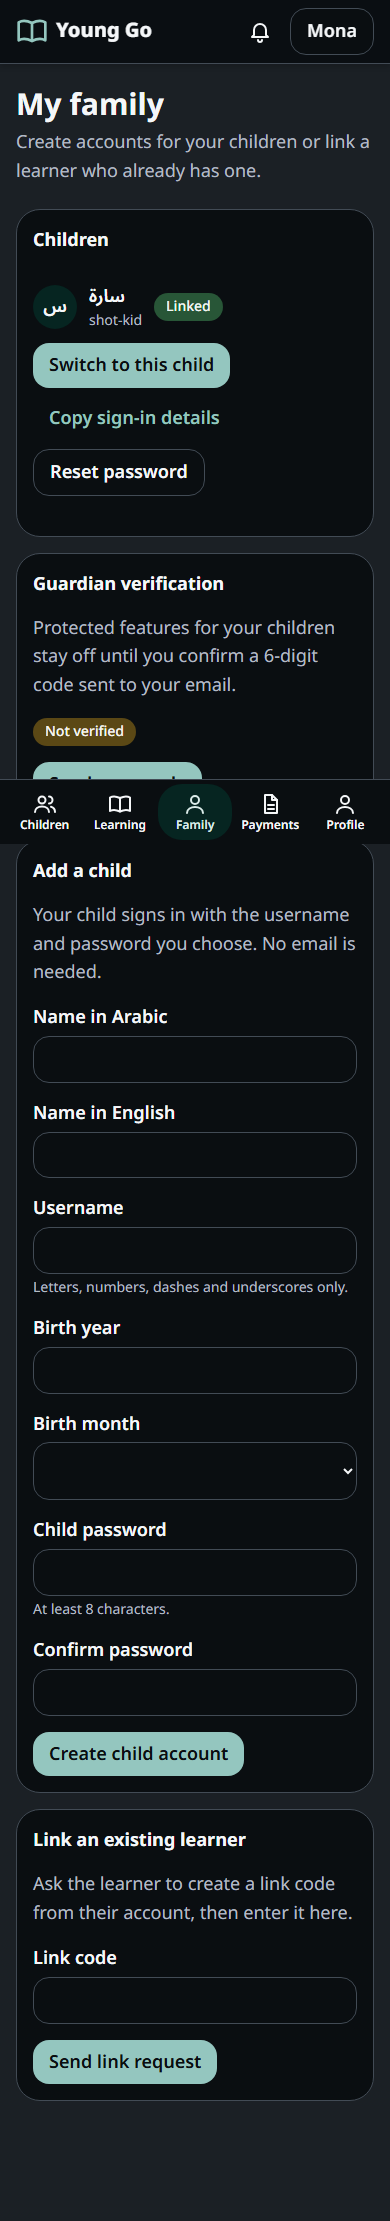 Young Go
Mona
My family
Create accounts for your children or link a
learner who already has one.
Children
س
سارة
shot-kid
Linked
Switch to this child
Copy sign-in details
Reset password
Guardian verification
Protected features for your children
stay off until you confirm a 6-digit
code sent to your email.
Not verified
Children
Learning
Family
Payments
Profile
Add a child
Your child signs in with the username
and password you choose. No email is
needed.
Name in Arabic
Name in English
Username
Letters, numbers, dashes and underscores only.
Birth year
Birth month
Child password
At least 8 characters.
Confirm password
Create child account
Link an existing learner
Ask the learner to create a link code
from their account, then enter it here.
Link code
Send link request